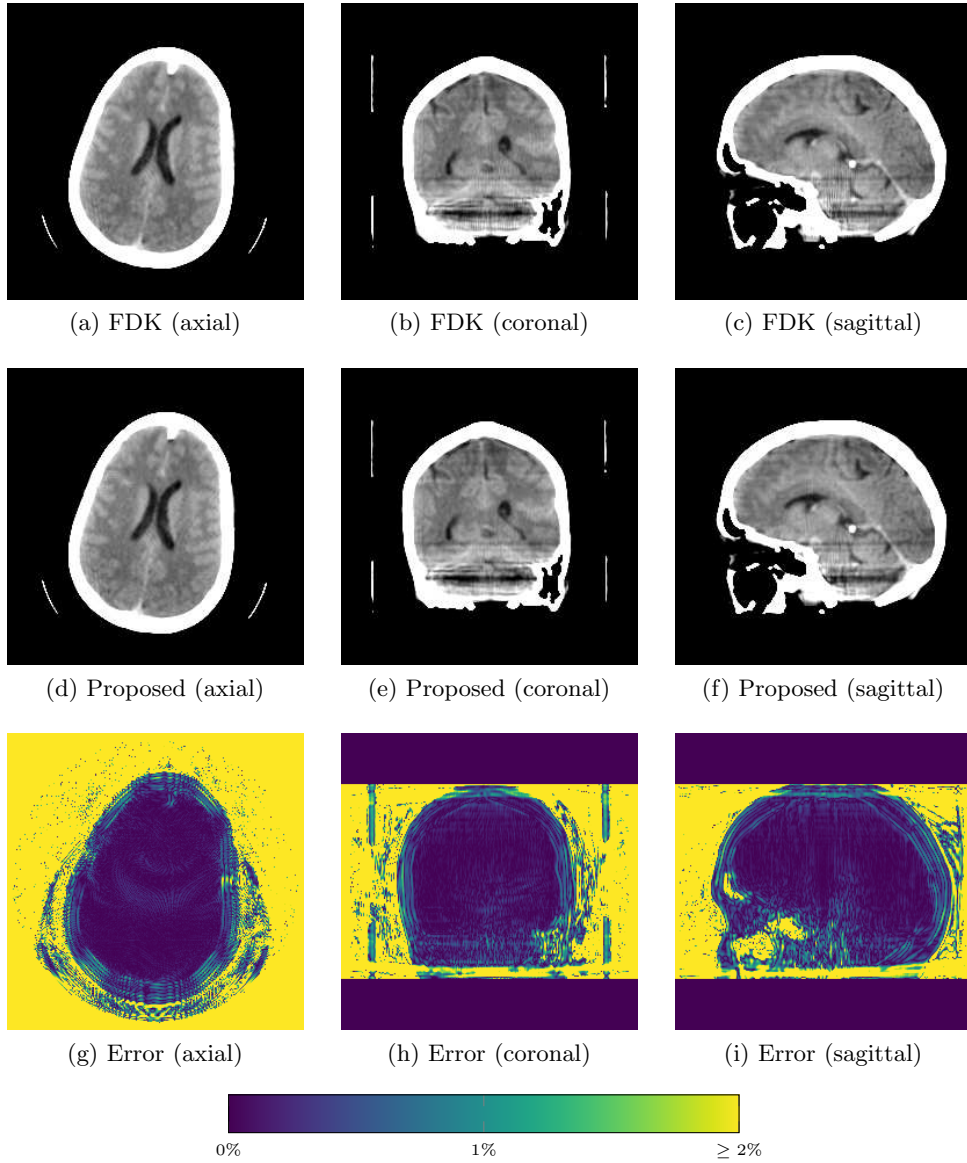 (a) FDK (axial)
(b) FDK (coronal)
(c) FDK (sagittal)
(d) Proposed (axial)
(e) Proposed (coronal)
(f) Proposed (sagittal)
(g) Error (axial)
(h) Error (coronal)
(i) Error (sagittal)
0%
1%
≥ 2%